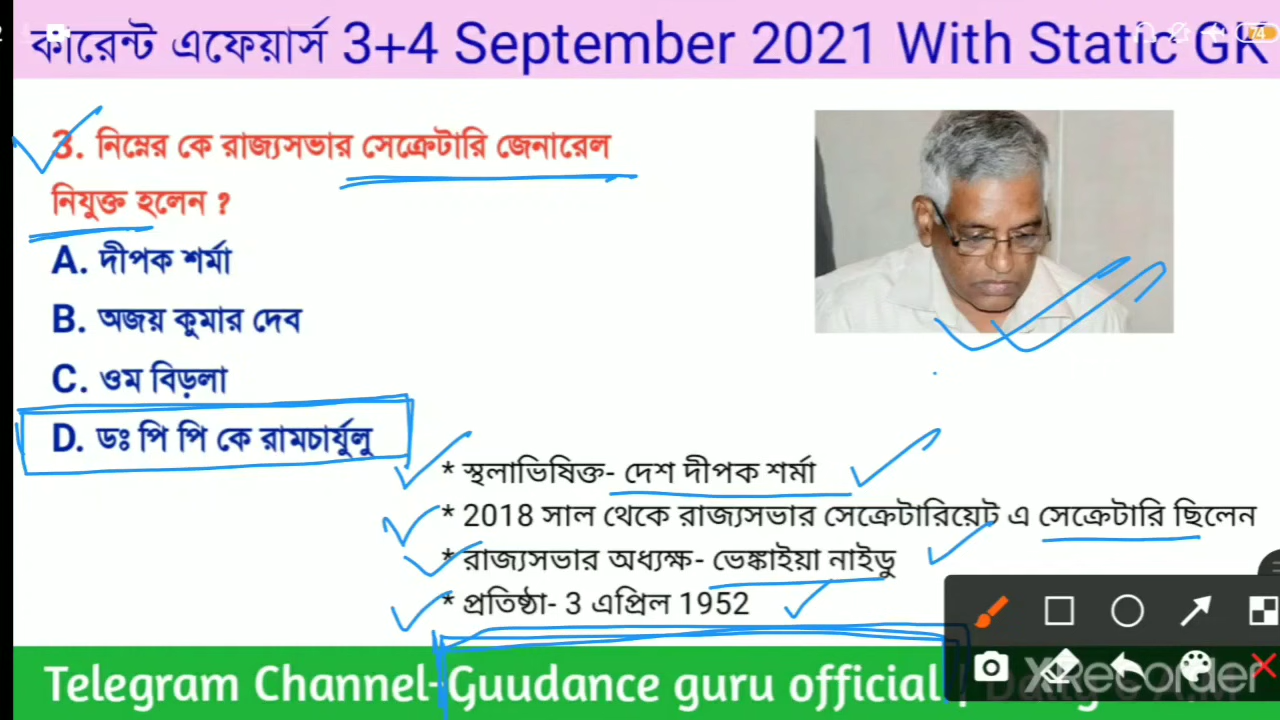 কারেন্ট এফেয়ার্স 3+4 September 2021 With Static GK
74
3. নিম্নের কে রাজ্যসভার সেক্রেটারি জেনারেল
নিযুক্ত হলেন ?
A. দীপক শর্মা
B. অজয় কুমার দেব
C. ওম বিড়লা
D. ডঃ পি পি কে রামচার্যুলু
* স্থলাভিষিক্ত- দেশ দীপক শর্মা
* 2018 সাল থেকে রাজ্যসভার সেক্রেটারিয়েট এ সেক্রেটারি ছিলেন
* রাজ্যসভার অধ্যক্ষ- ভেঙ্কাইয়া নাইডু
* প্রতিষ্ঠা- 3 এপ্রিল 1952
Telegram Channel-Guudance guru official
XRecorder